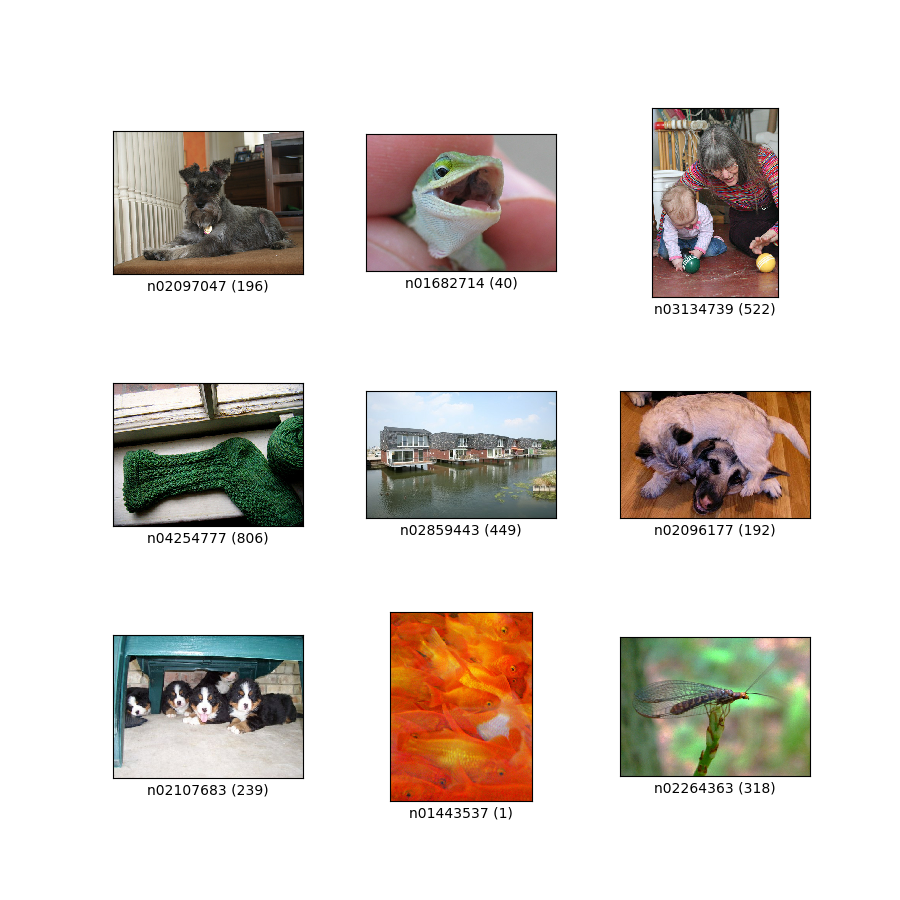 n02097047 (196)
n01682714 (40)
n03134739 (522)
n04254777 (806)
n02859443 (449)
n02096177 (192)
n02107683 (239)
n01443537 (1)
n02264363 (318)